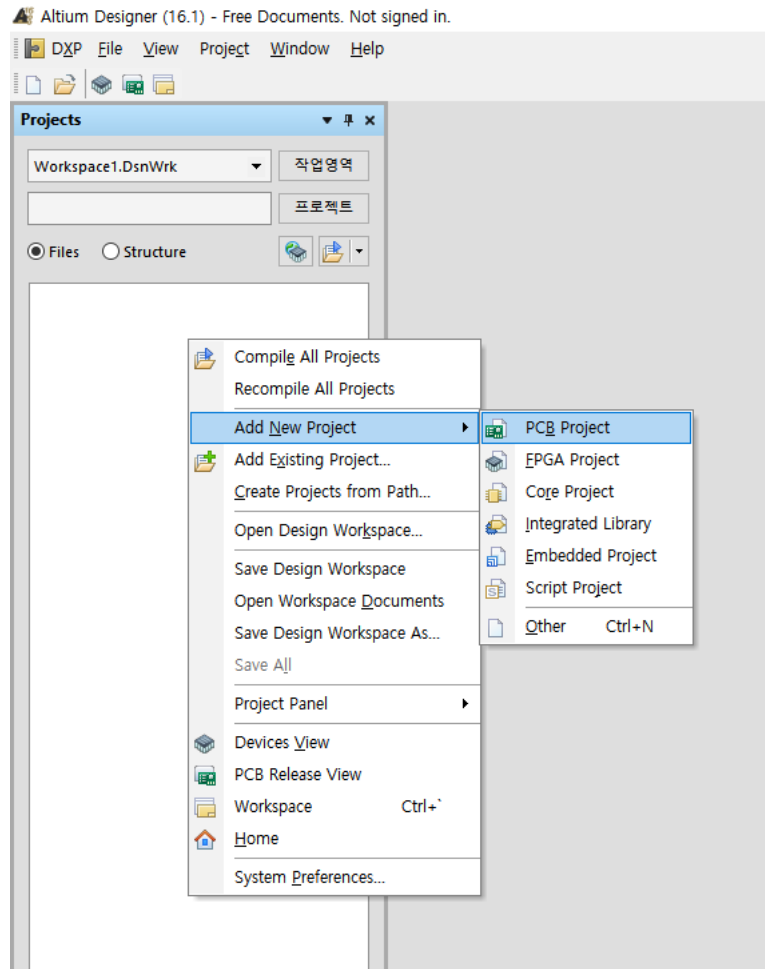 Altium Designer (16.1) - Free Documents. Not signed in.
DXP File View Project Window Help
Projects
Workspace1.DsnWrk 작업영역
프로젝트
Files Structure
Compile All Projects
Recompile All Projects
Add New Project
Add Existing Project...
Create Projects from Path...
Open Design Workspace...
Save Design Workspace
Open Workspace Documents
Save Design Workspace As...
Save All
Project Panel
Devices View
PCB Release View
Workspace Ctrl+`
Home
System Preferences...
PCB Project
FPGA Project
Core Project
Integrated Library
Embedded Project
Script Project
Other Ctrl+N